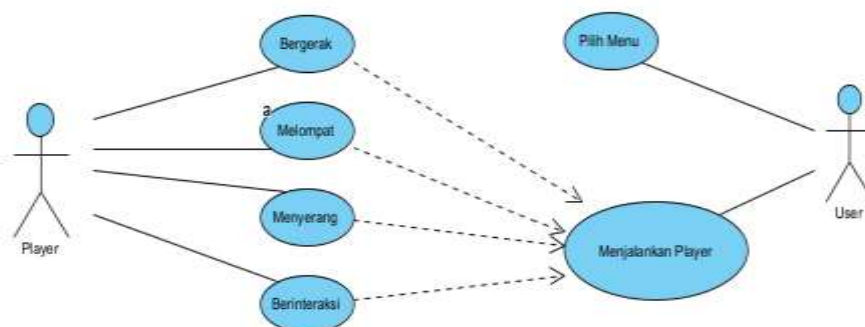 Bergerak
Pilih Menu
a
Melompat
Menyerang
User
Player
Menjalankan Player
Berinteraksi